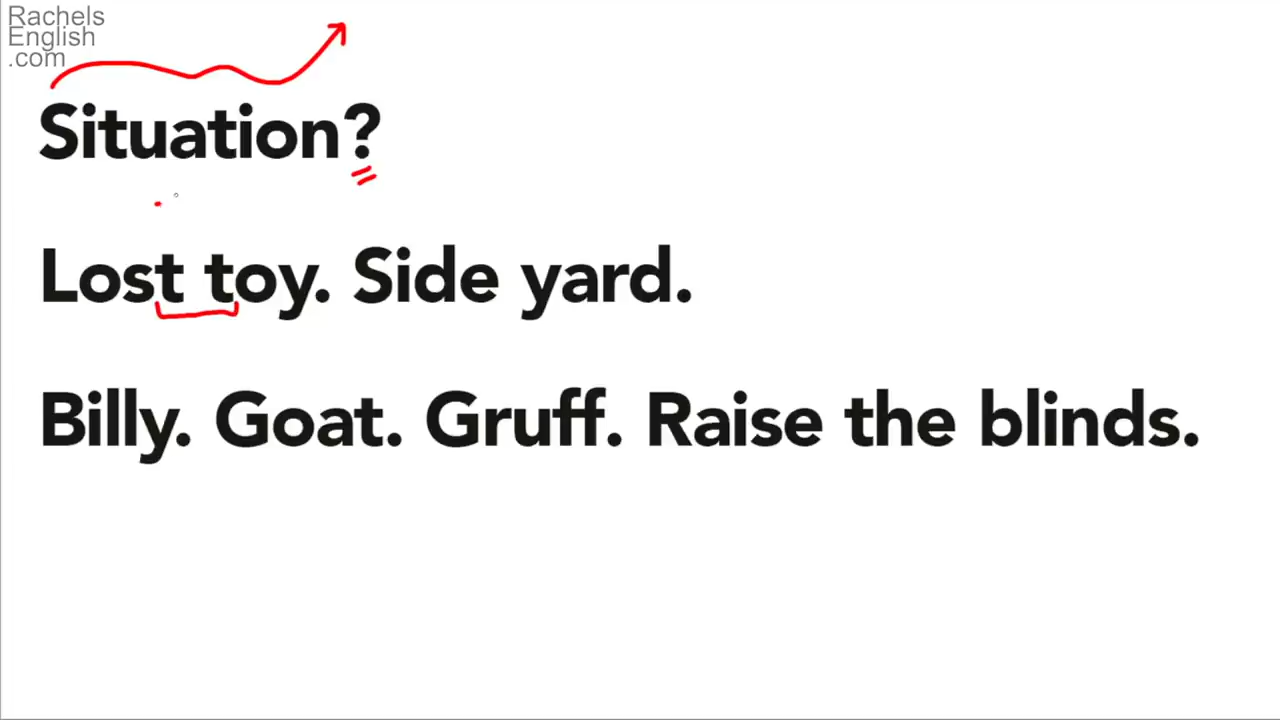 Rachels
English
.com
Situation?
Lost toy. Side yard.
Billy. Goat. Gruff. Raise the blinds.